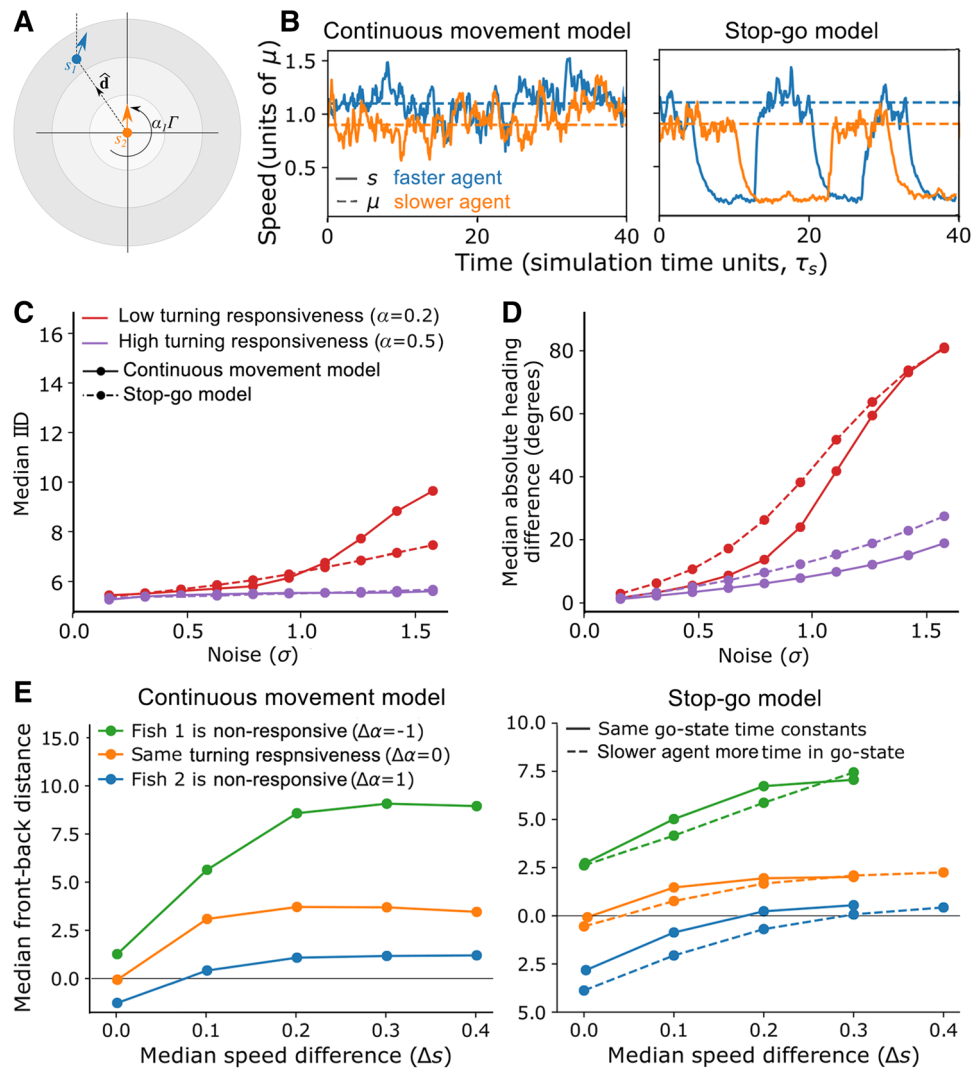 A
s1
d̂
s2
α1Γ
B
Continuous movement model
Stop-go model
Speed (units of μ)
1.5
1.0
0.5
s faster agent
μ slower agent
0 20 40
0 20 40
Time (simulation time units, τs)
C
Median IID
16
14
12
10
8
6
Low turning responsiveness (α=0.2)
High turning responsiveness (α=0.5)
Continuous movement model
Stop-go model
0.0 0.5 1.0 1.5
Noise (σ)
D
Median absolute heading
difference (degrees)
80
60
40
20
0
0.0 0.5 1.0 1.5
Noise (σ)
E
Continuous movement model
Median front-back distance
15.0
12.5
10.0
7.5
5.0
2.5
0.0
Fish 1 is non-responsive (Δα=-1)
Same turning respnsiveness (Δα=0)
Fish 2 is non-responsive (Δα=1)
0.0 0.1 0.2 0.3 0.4
Median speed difference (Δs)
Stop-go model
10.0
7.5
5.0
2.5
0.0
2.5
5.0
Same go-state time constants
Slower agent more time in go-state
0.0 0.1 0.2 0.3 0.4
Median speed difference (Δs)